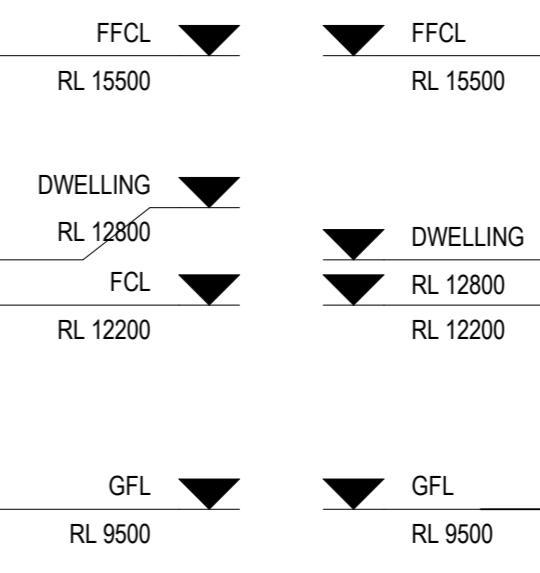 FFCL
RL 15500
DWELLING
RL 12800
FCL
RL 12200
GFL
RL 9500
FFCL
RL 15500
DWELLING
RL 12800
RL 12200
GFL
RL 9500